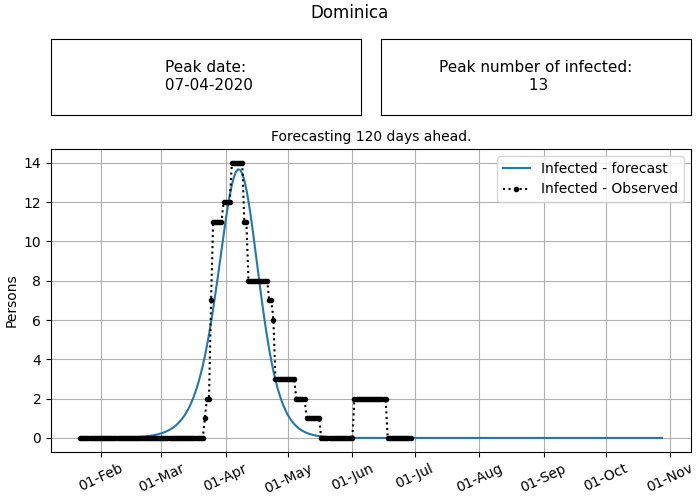 Dominica
Peak date:
07-04-2020
Peak number of infected:
13
Forecasting 120 days ahead.
Infected - forecast
Infected - Observed
Persons
14
12
10
8
6
4
2
0
01-Feb
01-Mar
01-Apr
01-May
01-Jun
01-Jul
01-Aug
01-Sep
01-Oct
01-Nov